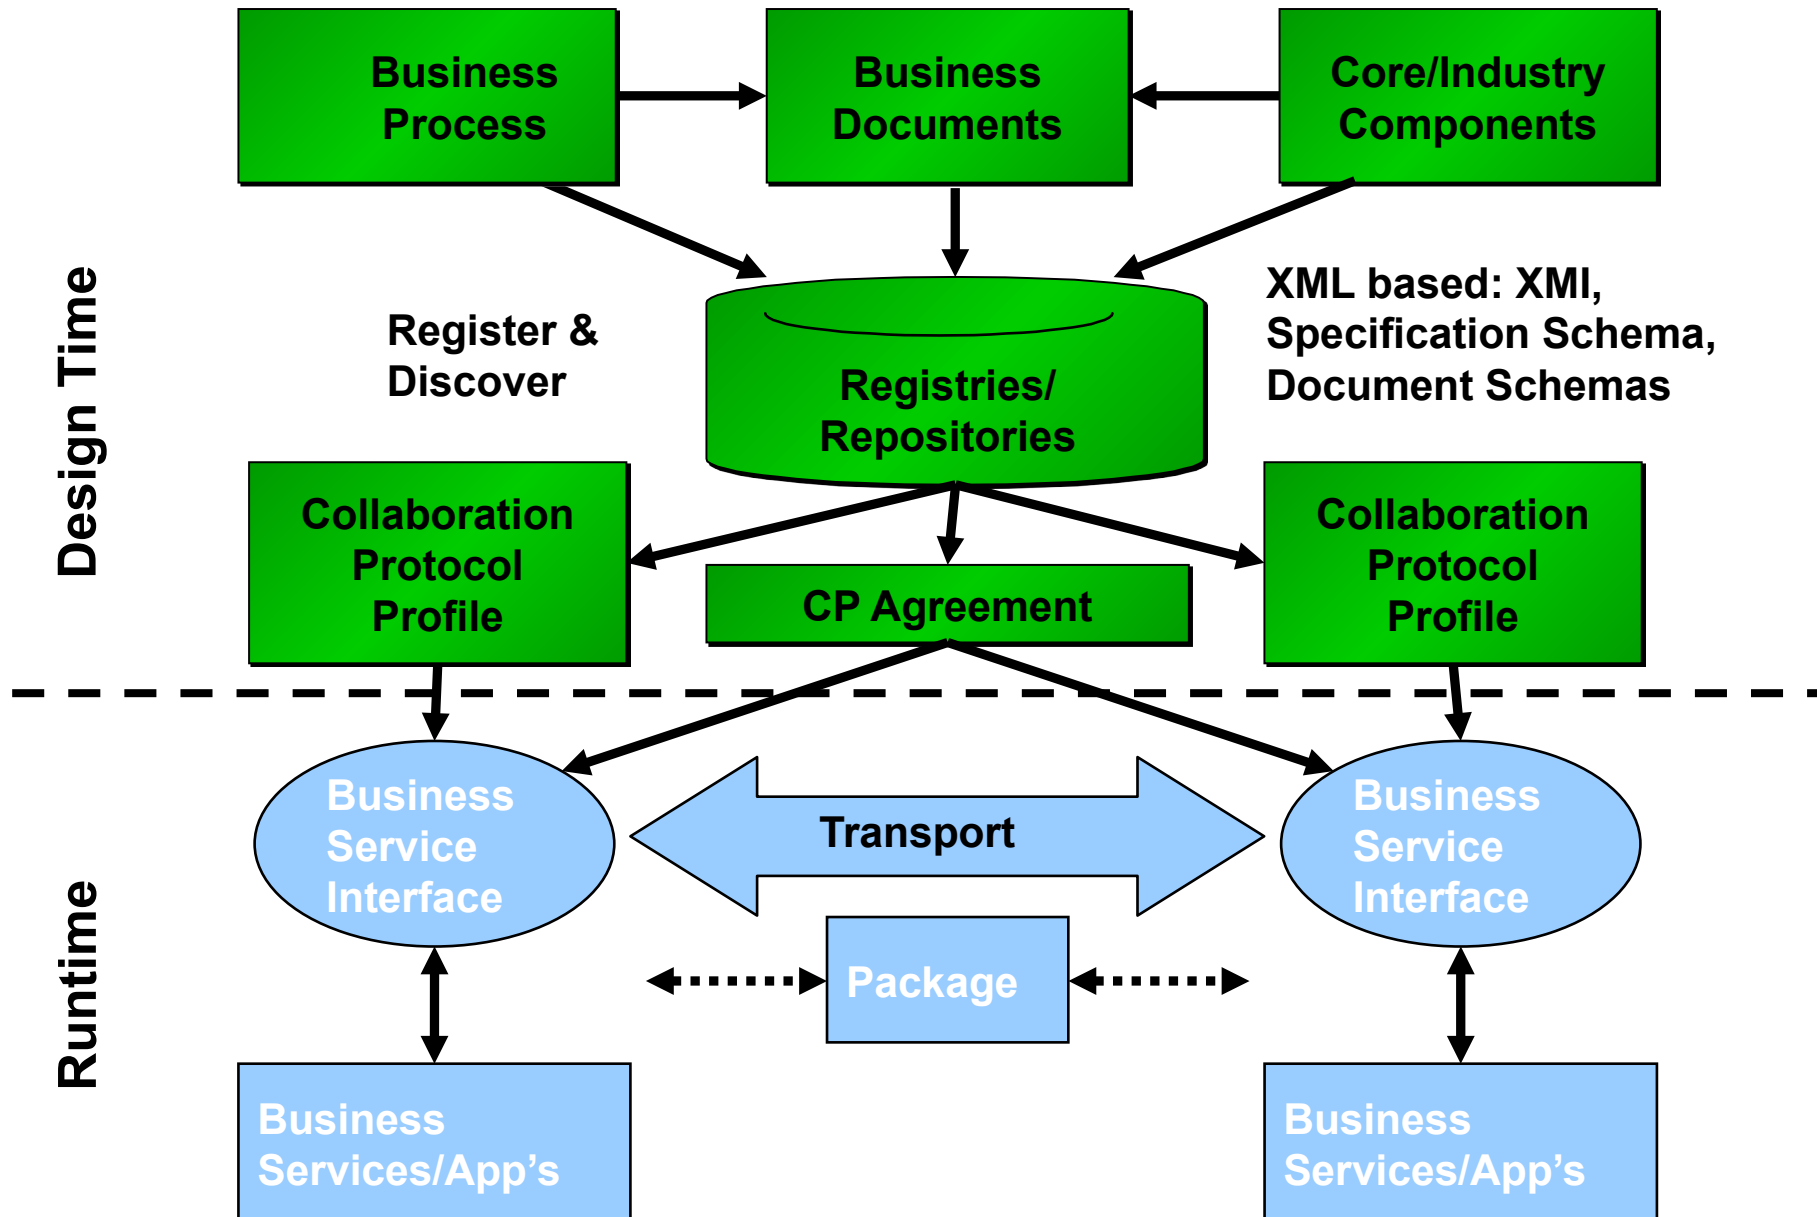 Business
Process
Business
Documents
Core/Industry
Components
Design Time
Register &
Discover
Registries/
Repositories
XML based: XMI,
Specification Schema,
Document Schemas
Collaboration
Protocol
Profile
CP Agreement
Collaboration
Protocol
Profile
Runtime
Business
Service
Interface
Transport
Business
Service
Interface
Package
Business
Services/App’s
Business
Services/App’s